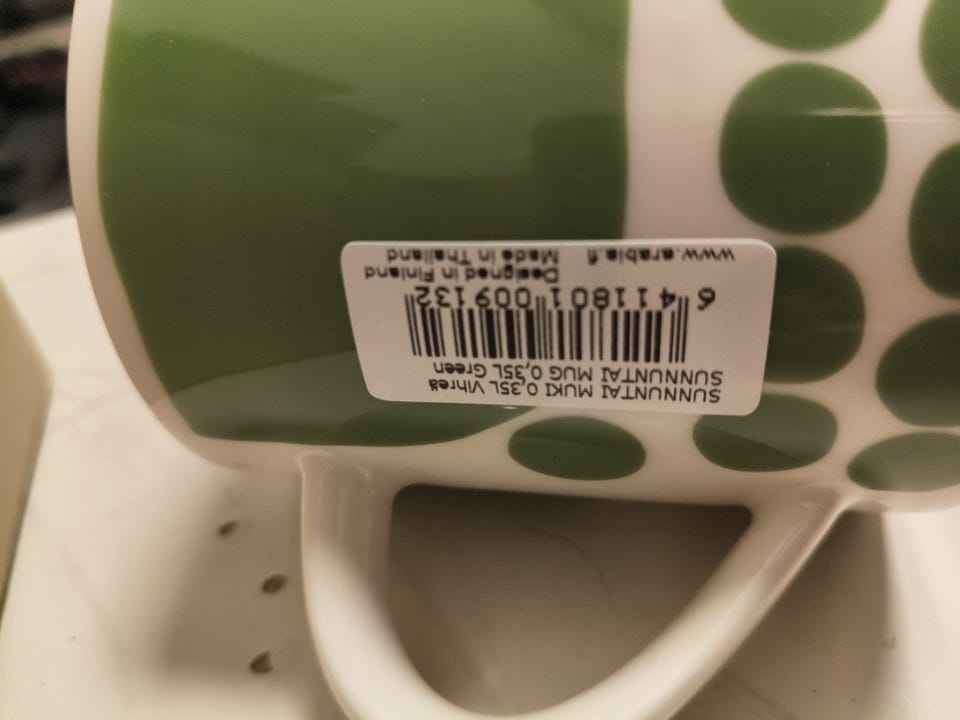 SUNNUNTAI MUKI 0,35L Vihreä
SUNNUNTAI MUG 0,35L Green
6 411801 009132
Designed in Finland
Made in Thailand www.arabia.fi